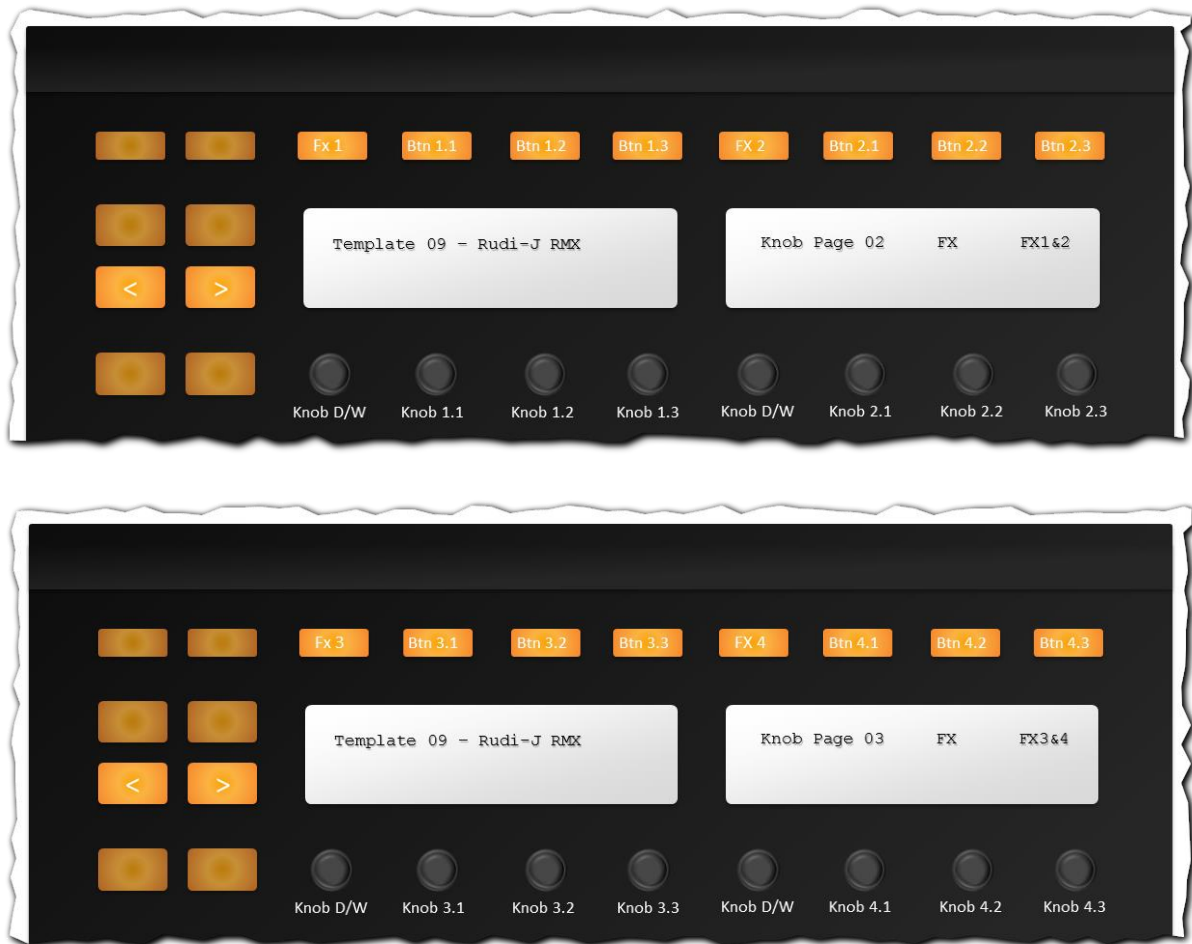 Fx 1 Btn 1.1 Btn 1.2 Btn 1.3 FX 2 Btn 2.1 Btn 2.2 Btn 2.3
Template 09 - Rudi-J RMX
Knob Page 02 FX FX1&2
< >
Knob D/W Knob 1.1 Knob 1.2 Knob 1.3 Knob D/W Knob 2.1 Knob 2.2 Knob 2.3
Fx 3 Btn 3.1 Btn 3.2 Btn 3.3 FX 4 Btn 4.1 Btn 4.2 Btn 4.3
Template 09 - Rudi-J RMX
Knob Page 03 FX FX3&4
< >
Knob D/W Knob 3.1 Knob 3.2 Knob 3.3 Knob D/W Knob 4.1 Knob 4.2 Knob 4.3